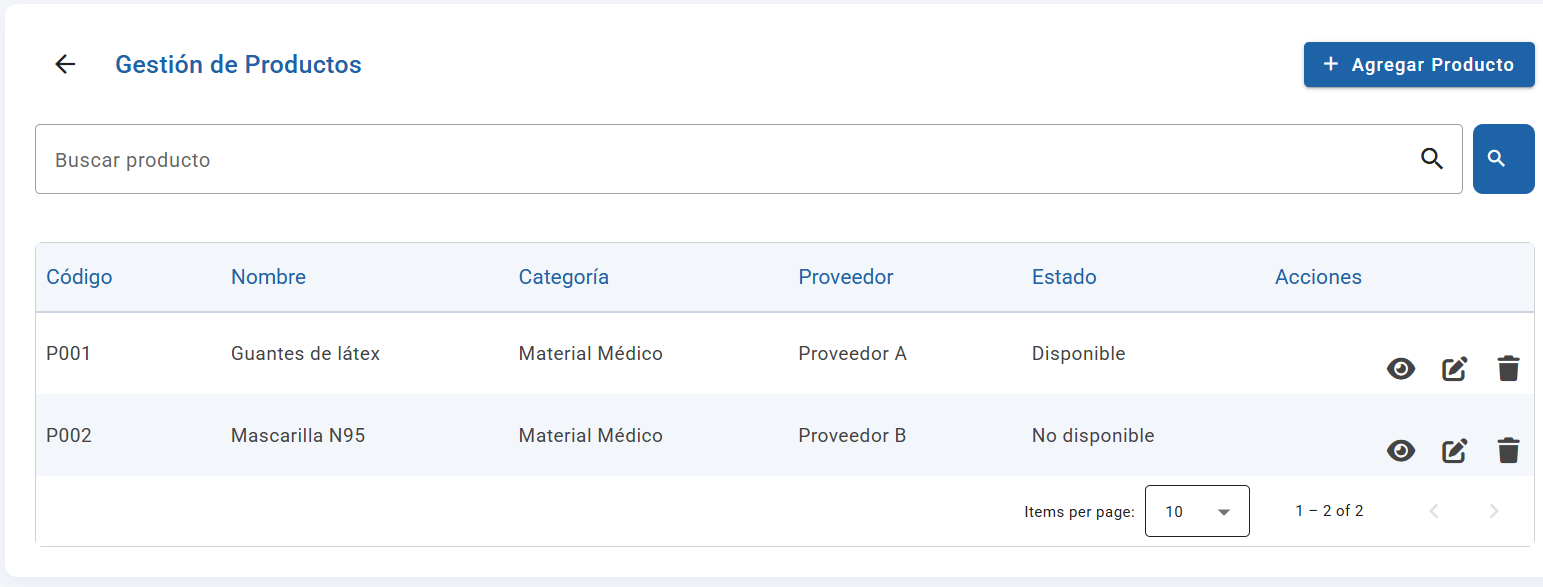 Gestión de Productos
+ Agregar Producto
Buscar producto
Código Nombre Categoría Proveedor Estado Acciones
P001 Guantes de látex Material Médico Proveedor A Disponible
P002 Mascarilla N95 Material Médico Proveedor B No disponible
Items per page: 10 1 – 2 of 2